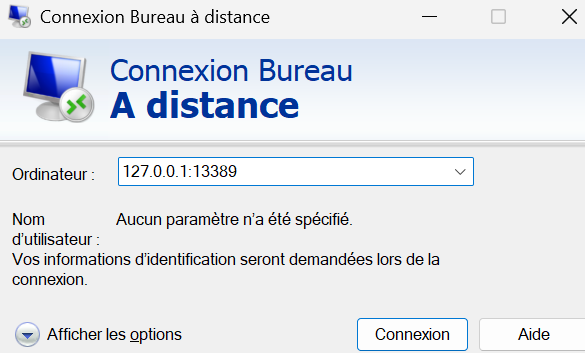 Connexion Bureau à distance
Connexion Bureau
A distance
Ordinateur :
127.0.0.1:13389
Nom d’utilisateur :
Aucun paramètre n’a été spécifié.
Vos informations d’identification seront demandées lors de la
connexion.
Afficher les options
Connexion
Aide